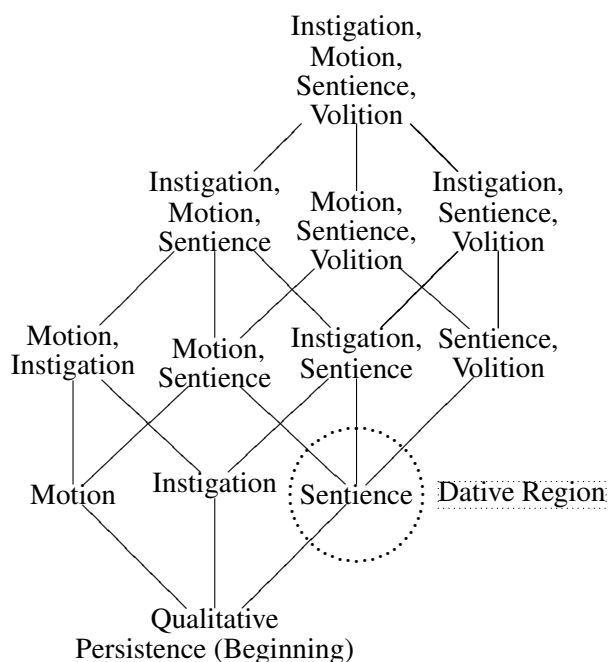 Instigation,
Motion,
Sentience,
Volition
Instigation,
Motion,
Sentience
Motion,
Sentience,
Volition
Instigation,
Sentience,
Volition
Motion,
Instigation
Motion,
Sentience
Instigation,
Sentience
Sentience,
Volition
Motion
Instigation
Sentience
Dative Region
Qualitative
Persistence (Beginning)